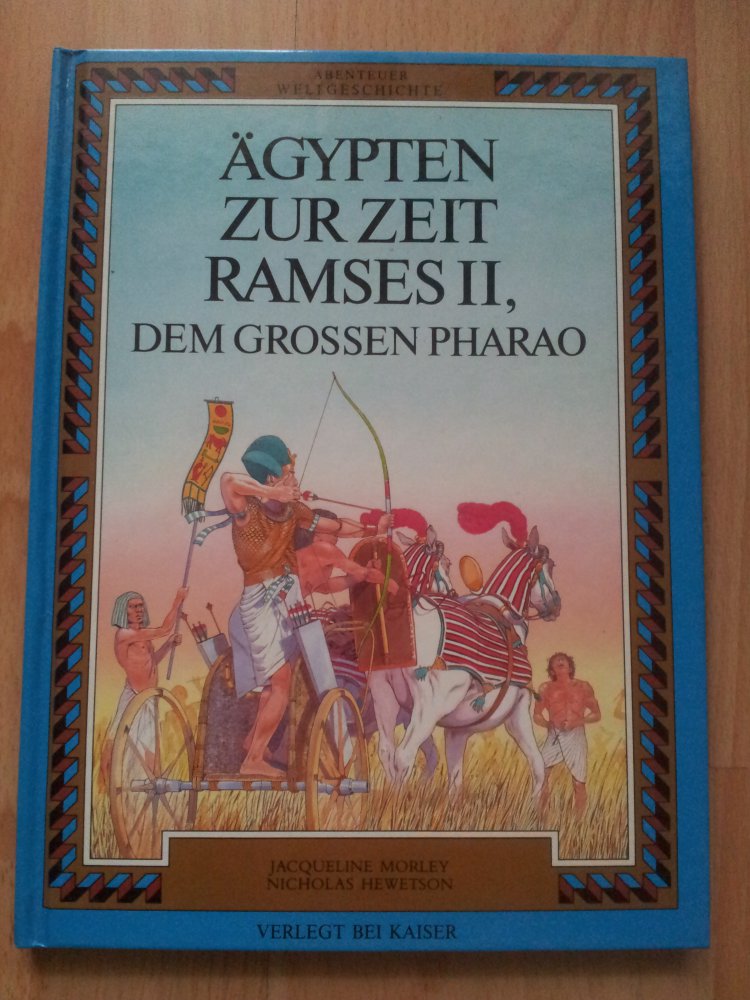 ABENTEUER
WELTGESCHICHTE
ÄGYPTEN
ZUR ZEIT
RAMSES II,
DEM GROSSEN PHARAO
JACQUELINE MORLEY
NICHOLAS HEWETSON
VERLEGT BEI KAISER